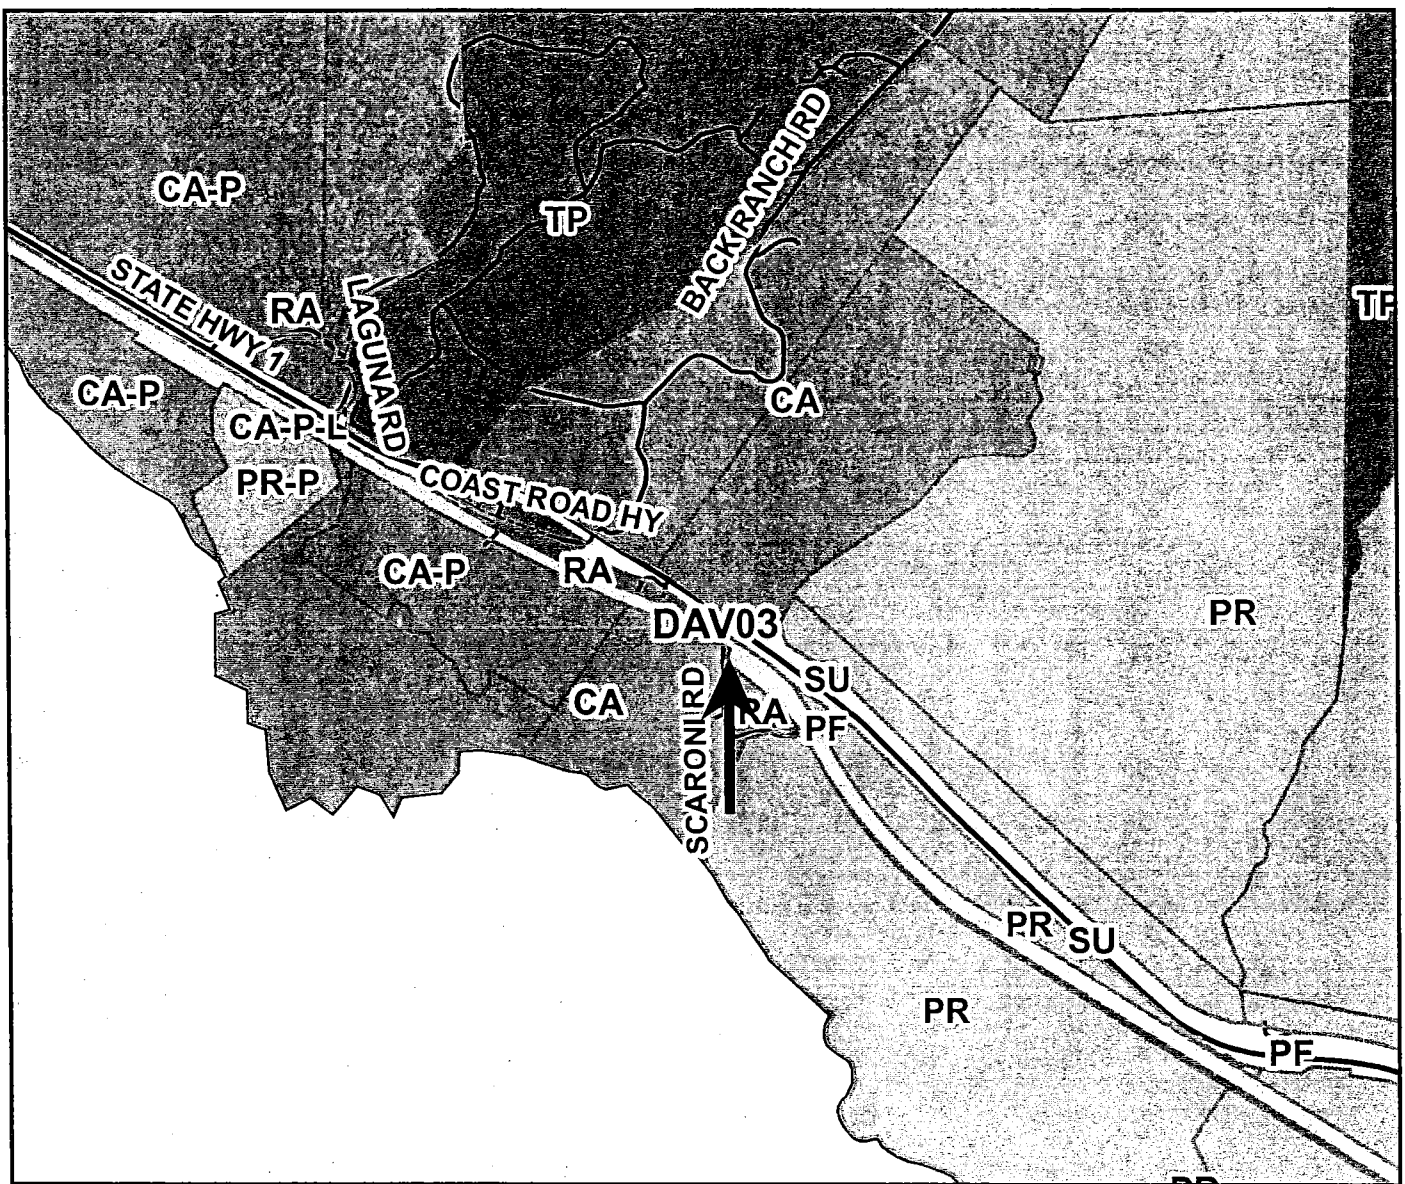 CA-P
TP
BACK RANCH RD
STATE HWY 1
RA
LAGUNA RD
TP
CA-P
CA-P-L
CA
PR-P
COAST ROAD HY
CA-P
RA
DAV03
PR
SCARONI RD
SU
CA
RA
PF
PR
SU
PR
PF
PR